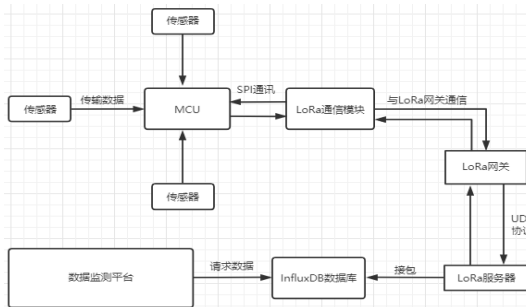 传感器
SPI通讯
传感器
传输数据
MCU
LoRa通信模块
与LoRa网关通信
LoRa网关
传感器
UD
协议
数据监测平台
请求数据
InfluxDB数据库
接包
LoRa服务器